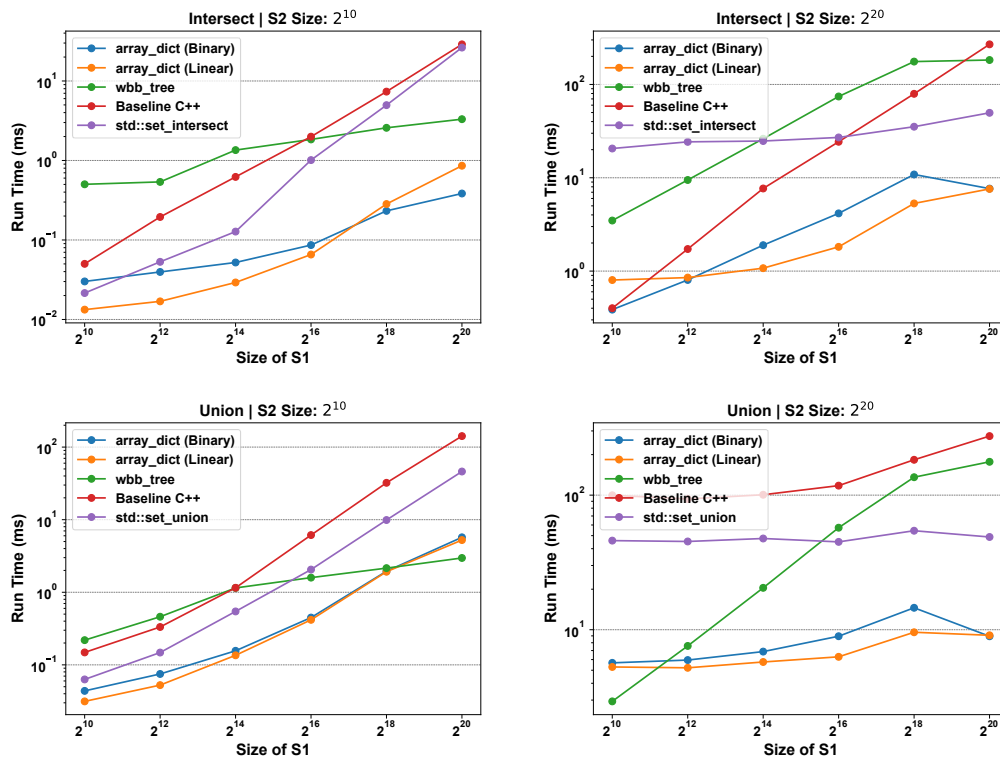 Intersect | S2 Size: 2^10
array_dict (Binary)
array_dict (Linear)
wbb_tree
Baseline C++
std::set_intersect
Run Time (ms)
10^1
10^0
10^-1
10^-2
2^10 2^12 2^14 2^16 2^18 2^20
Size of S1
Intersect | S2 Size: 2^20
array_dict (Binary)
array_dict (Linear)
wbb_tree
Baseline C++
std::set_intersect
Run Time (ms)
10^2
10^1
10^0
2^10 2^12 2^14 2^16 2^18 2^20
Size of S1
Union | S2 Size: 2^10
array_dict (Binary)
array_dict (Linear)
wbb_tree
Baseline C++
std::set_union
Run Time (ms)
10^2
10^1
10^0
10^-1
2^10 2^12 2^14 2^16 2^18 2^20
Size of S1
Union | S2 Size: 2^20
array_dict (Binary)
array_dict (Linear)
wbb_tree
Baseline C++
std::set_union
Run Time (ms)
10^2
10^1
2^10 2^12 2^14 2^16 2^18 2^20
Size of S1